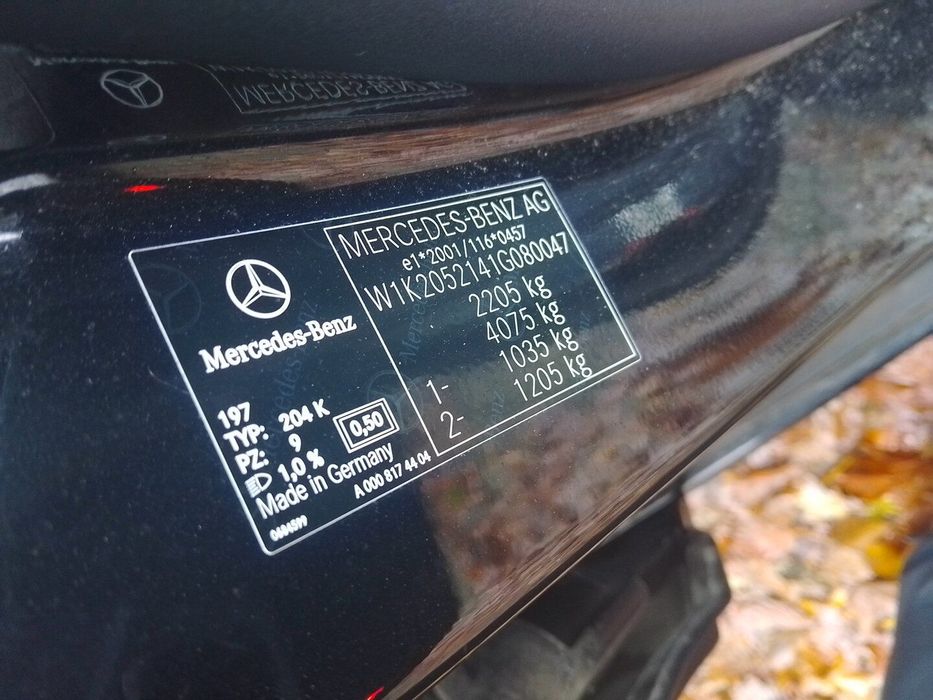 MERCEDES-BENZ AG
e1*2001/116*0457
W1K2052141G080047
2205 kg
4075 kg
1- 1035 kg
2- 1205 kg
Mercedes-Benz
197
TYP: 204 K
PZ: 9
1,0 %
0,50
Made in Germany
A 000 817 44 04